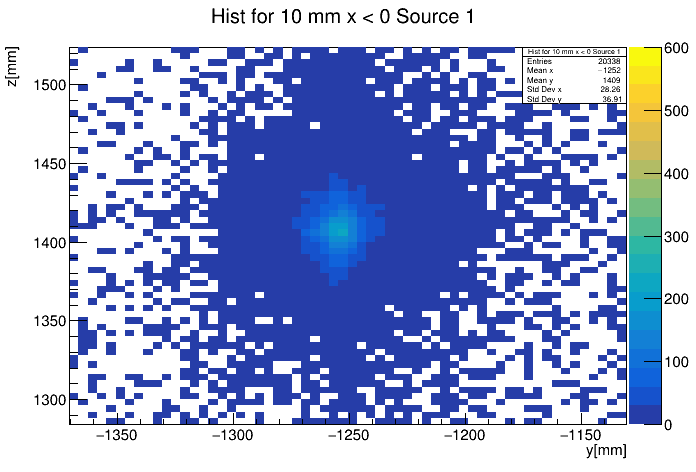 Hist for 10 mm x < 0 Source 1
z[mm]
Hist for 10 mm x < 0 Source 1
Entries 20338
Mean x −1252
Mean y 1409
Std Dev x 28.26
Std Dev y 36.91
1500
1450
1400
1350
1300
600
500
400
300
200
100
0
−1350 −1300 −1250 −1200 −1150
y[mm]